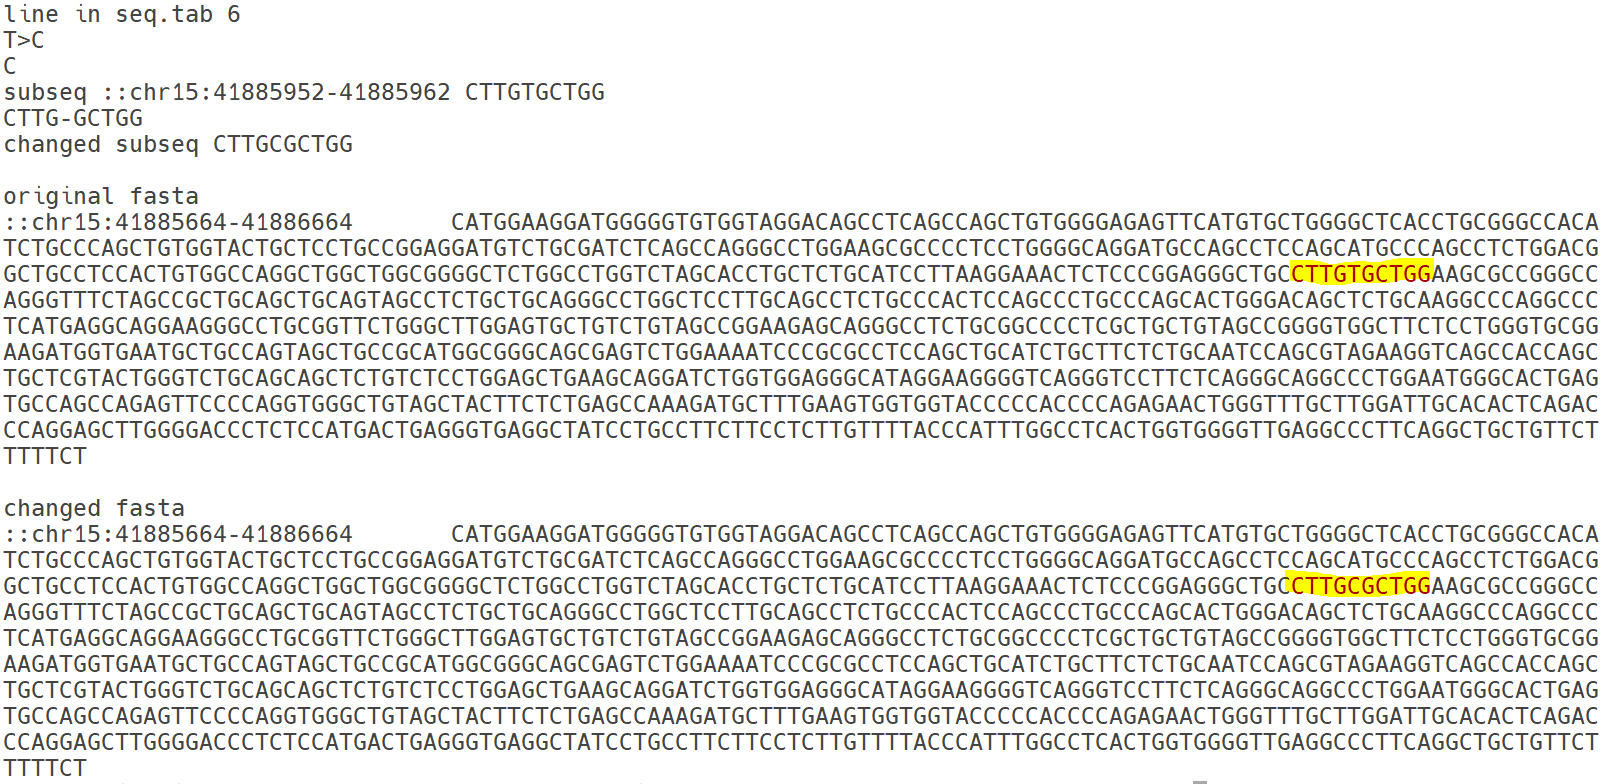 line in seq.tab 6
T>C
C
subseq ::chr15:41885952-41885962 CTTGTGCTGG
CTTG-GCTGG
changed subseq CTTGCGCTGG
original fasta
::chr15:41885664-41886664 CATGGAAGGATGGGGGTGTGGTAGGACAGCCTCAGCCAGCTGTGGGGAGAGTTCATGTGCTGGGGCTCACCTGCGGGCCACA
TCTGCCCAGCTGTGGTACTGCTCCTGCCGGAGGATGTCTGCGATCTCAGCCAGGGCCTGGAAGCGCCCCTCCTGGGGCAGGATGCCAGCCTCCAGCATGCCCAGCCTCTGGACG
GCTGCCTCCACTGTGGCCAGGCTGGCTGGCGGGGCTCTGGCCTGTGTCTAGCACCTGCTCTGCATCCTTAAGGAAACTCTCCCGGAGGGCTGCCTTGTGCTGGAAGCGCCGGGCC
AGGGTTTCTAGCCGCTGCAGCTGCAGTAGCCTCTGCTGCAGGGCCTGGCTCCTTGCAGCCTCTGCCCACTCCAGCCCTGCCCAGCACTGGGACAGCTCTGCAAGGCCCAGGCCC
TCATGAGGCAGGAAGGGCCTGCGGTTCTGGGCTTGGAGTGCTGTCTGTAGCCGGAAGAGCAGGGCCTCTGCGGCCCCTCGCTGCTGTAGCCGGGGTGGCTTCTCCTGGGTGCGG
AAGATGGTGAATGCTGCCAGTAGCTGCCGCATGGCGGGCAGCGAGTCTGGAAAATCCCGCGCCTCCAGCTGCATCTGCTTCTCTGCAATCCAGCGTAGAAGGTCAGCCACCAGC
TGCTCGTACTGGGTCTGCAGCAGCTCTGTCTCCTGGAGCTGAAGCAGGATCTGGTGGAGGGCATAGGAAGGGGTCAGGGTCCTTCTCAGGGCAGGCCCTGGAATGGGCACTGAG
TGCCAGCCAGAGTTCCCCAGGTGGGCTGTAGCTACTTCTCTGAGCCAAAGATGCTTTGAAGTGGTGGTACCCCCACCCCAGAGAACTGGGTTTGCTTGGATTGCACACTCAGAC
CCAGGAGCTTGGGGACCCTCTCCATGACTGAGGGTGAGGCTATCCTGCCTTCTTCCTCTTGTTTTACCCATTTGGCCTCACTGGTGGGGTTGAGGCCCTTCAGGCTGCTGTTCT
TTTTCT
changed fasta
::chr15:41885664-41886664 CATGGAAGGATGGGGGTGTGGTAGGACAGCCTCAGCCAGCTGTGGGGAGAGTTCATGTGCTGGGGCTCACCTGCGGGCCACA
TCTGCCCAGCTGTGGTACTGCTCCTGCCGGAGGATGTCTGCGATCTCAGCCAGGGCCTGGAAGCGCCCCTCCTGGGGCAGGATGCCAGCCTCCAGCATGCCCAGCCTCTGGACG
GCTGCCTCCACTGTGGCCAGGCTGGCTGGCGGGGCTCTGGCCTGTGTCTAGCACCTGCTCTGCATCCTTAAGGAAACTCTCCCGGAGGGCTGCCTTGCGCTGGAAGCGCCGGGCC
AGGGTTTCTAGCCGCTGCAGCTGCAGTAGCCTCTGCTGCAGGGCCTGGCTCCTTGCAGCCTCTGCCCACTCCAGCCCTGCCCAGCACTGGGACAGCTCTGCAAGGCCCAGGCCC
TCATGAGGCAGGAAGGGCCTGCGGTTCTGGGCTTGGAGTGCTGTCTGTAGCCGGAAGAGCAGGGCCTCTGCGGCCCCTCGCTGCTGTAGCCGGGGTGGCTTCTCCTGGGTGCGG
AAGATGGTGAATGCTGCCAGTAGCTGCCGCATGGCGGGCAGCGAGTCTGGAAAATCCCGCGCCTCCAGCTGCATCTGCTTCTCTGCAATCCAGCGTAGAAGGTCAGCCACCAGC
TGCTCGTACTGGGTCTGCAGCAGCTCTGTCTCCTGGAGCTGAAGCAGGATCTGGTGGAGGGCATAGGAAGGGGTCAGGGTCCTTCTCAGGGCAGGCCCTGGAATGGGCACTGAG
TGCCAGCCAGAGTTCCCCAGGTGGGCTGTAGCTACTTCTCTGAGCCAAAGATGCTTTGAAGTGGTGGTACCCCCACCCCAGAGAACTGGGTTTGCTTGGATTGCACACTCAGAC
CCAGGAGCTTGGGGACCCTCTCCATGACTGAGGGTGAGGCTATCCTGCCTTCTTCCTCTTGTTTTACCCATTTGGCCTCACTGGTGGGGTTGAGGCCCTTCAGGCTGCTGTTCT
TTTTCT